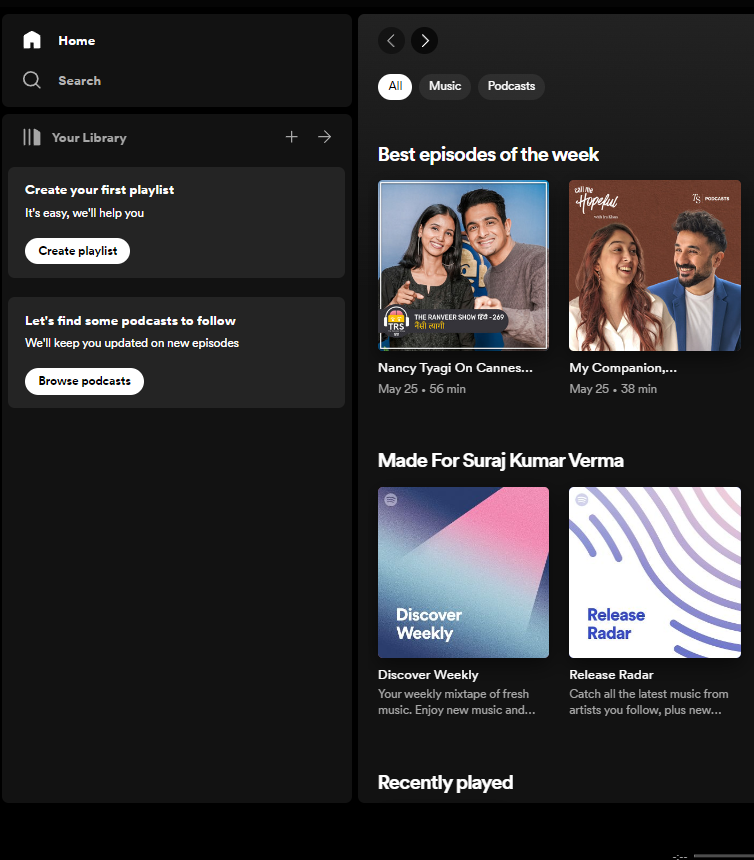 Home
Search
Your Library
Create your first playlist
It's easy, we'll help you
Create playlist
Let's find some podcasts to follow
We'll keep you updated on new episodes
Browse podcasts
All
Music
Podcasts
Best episodes of the week
TRS
THE RANVEER SHOW हिंदी -269
नैंसी त्यागी
Nancy Tyagi On Cannes...
May 25 • 56 min
call me
Hopeful
PODCASTS
My Companion,...
May 25 • 38 min
Made For Suraj Kumar Verma
Discover
Weekly
Discover Weekly
Your weekly mixtape of fresh
music. Enjoy new music and...
Release
Radar
Release Radar
Catch all the latest music from
artists you follow, plus new...
Recently played
-:--